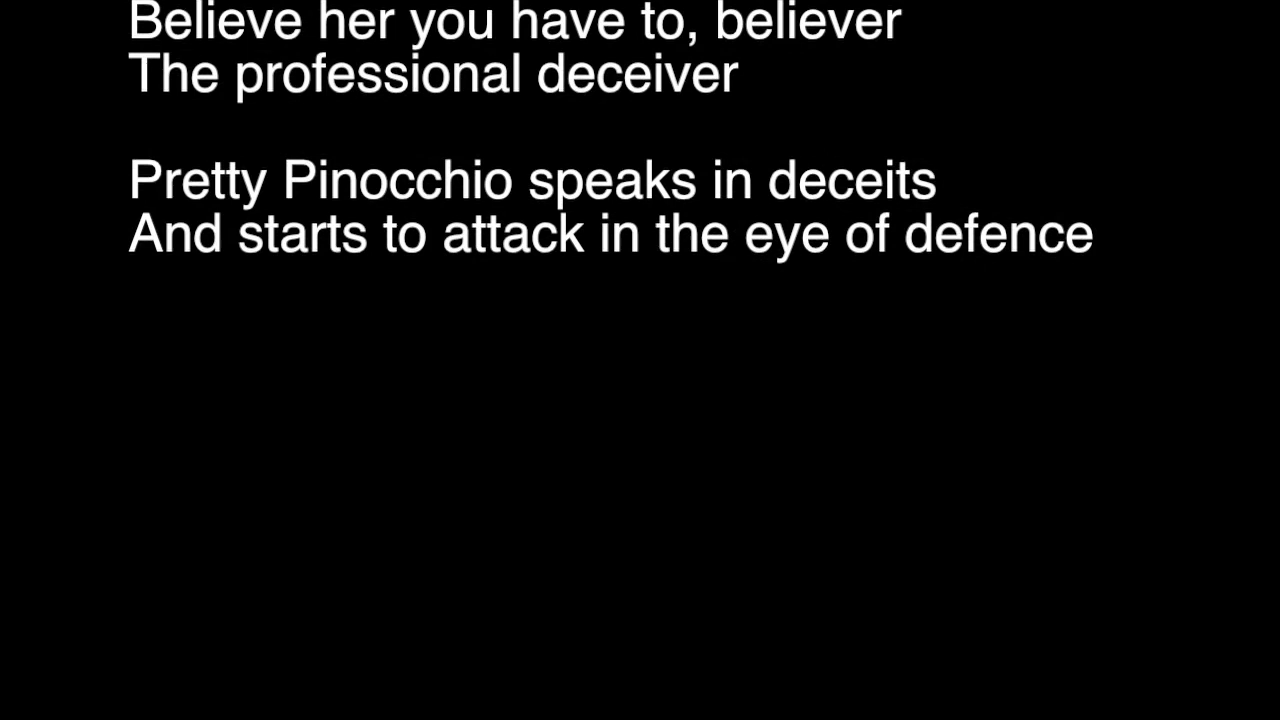 Believe her you have to, believer
The professional deceiver
Pretty Pinocchio speaks in deceits
And starts to attack in the eye of defence